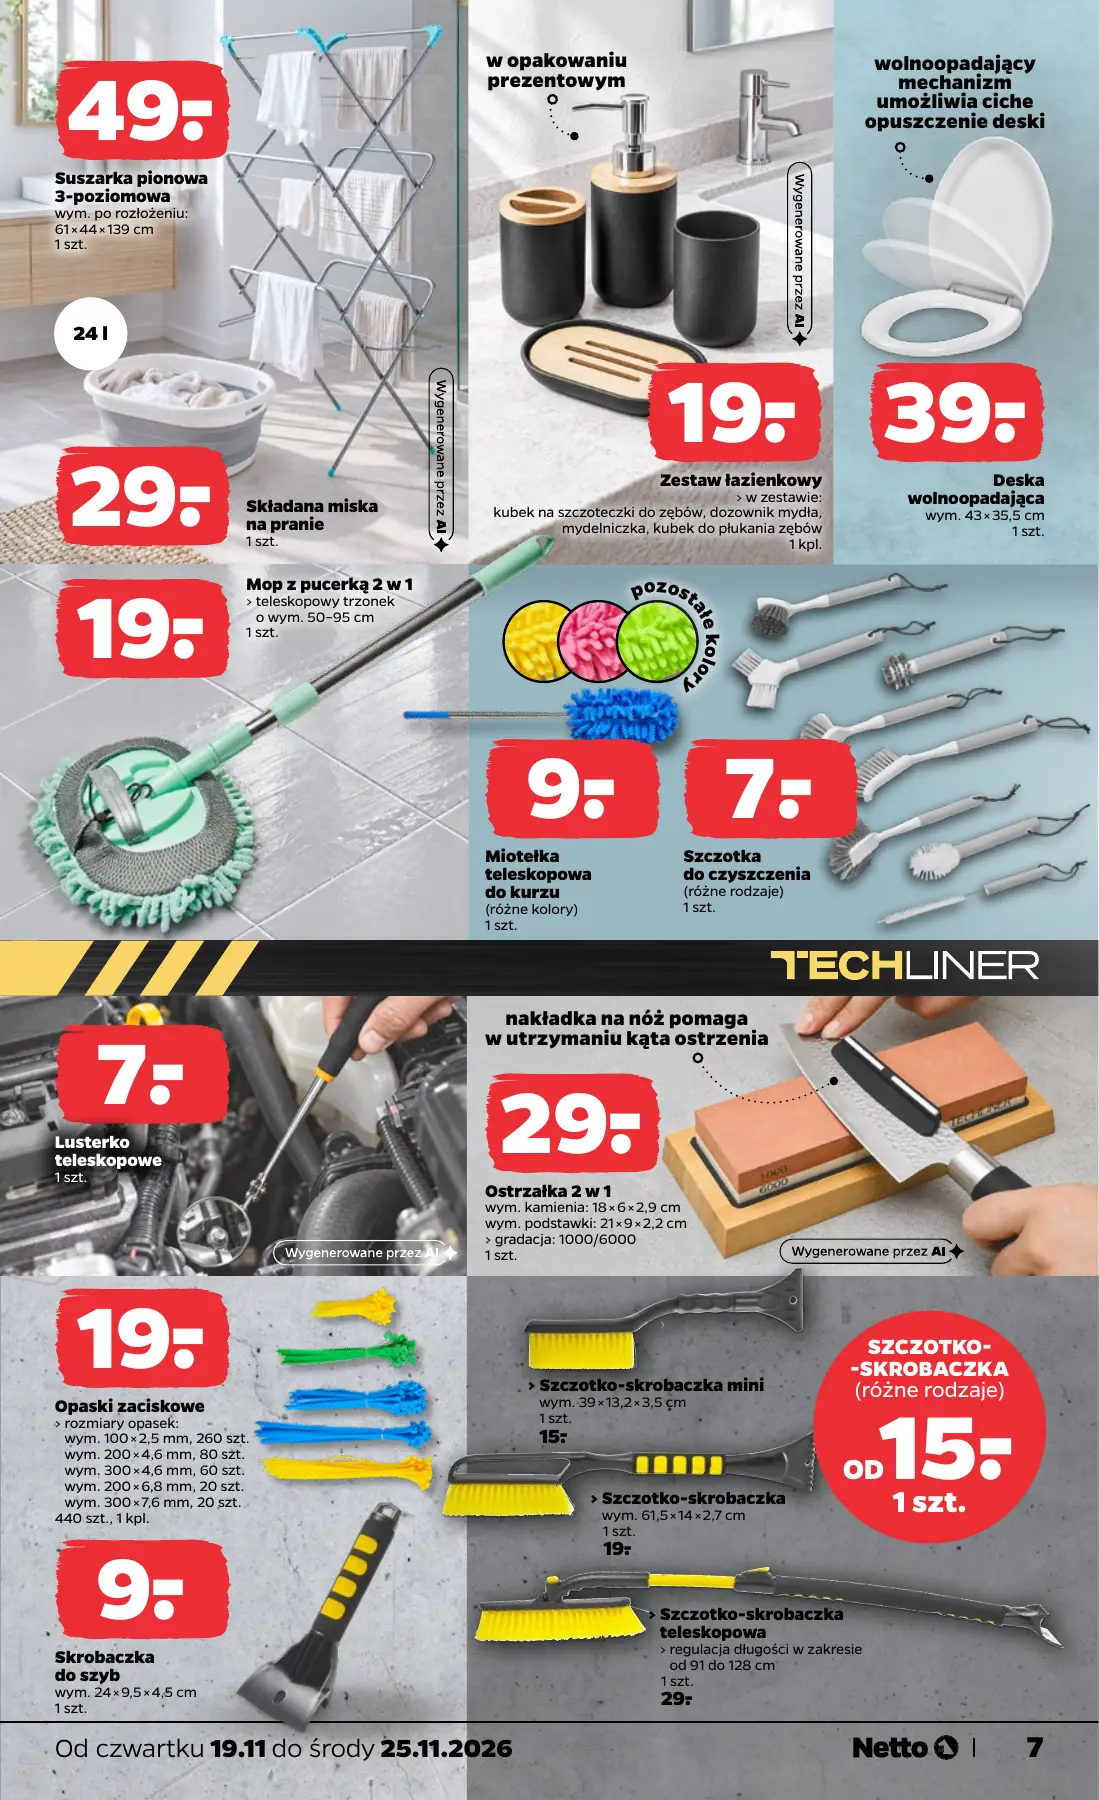 49.-
Suszarka pionowa
3-poziomowa
wym. po rozłożeniu:
61×44×139 cm
1 szt.
24 l
29.-
Składana miska
na pranie
1 szt.
Wygenerowane przez AI
w opakowaniu
prezentowym
Wygenerowane przez AI
19.-
Zestaw łazienkowy
> w zestawie:
kubek na szczoteczki do zębów, dozownik mydła,
mydelniczka, kubek do płukania zębów
1 kpl.
wolnoopadający
mechanizm
umożliwia ciche
opuszczenie deski
39.-
Deska
wolnoopadająca
wym. 43×35,5 cm
1 szt.
19.-
Mop z pucerką 2 w 1
> teleskopowy trzonek
o wym. 50–95 cm
1 szt.
pozostałe kolory
9.-
Miotełka
teleskopowa
do kurzu
(różne kolory)
1 szt.
7.-
Szczotka
do czyszczenia
(różne rodzaje)
1 szt.
TECHLINER
7.-
Lusterko
teleskopowe
1 szt.
Wygenerowane przez AI
nakładka na nóż pomaga
w utrzymaniu kąta ostrzenia
29.-
Ostrzałka 2 w 1
wym. kamienia: 18×6×2,9 cm
wym. podstawki: 21×9×2,2 cm
> gradacja: 1000/6000
1 szt.
TECHLINER
1000
6000
Wygenerowane przez AI
19.-
Opaski zaciskowe
> rozmiary opasek:
wym. 100×2,5 mm, 260 szt.
wym. 200×4,6 mm, 80 szt.
wym. 300×4,6 mm, 60 szt.
wym. 200×6,8 mm, 20 szt.
wym. 300×7,6 mm, 20 szt.
440 szt., 1 kpl.
9.-
Skrobaczka
do szyb
wym. 24×9,5×4,5 cm
1 szt.
> Szczotko-skrobaczka mini
wym. 39×13,2×3,5 cm
1 szt.
15.-
> Szczotko-skrobaczka
wym. 61,5×14×2,7 cm
1 szt.
19.-
> Szczotko-skrobaczka
teleskopowa
> regulacja długości w zakresie
od 91 do 128 cm
1 szt.
29.-
SZCZOTKO-
-SKROBACZKA
(różne rodzaje)
OD 15.-
1 szt.
Od czwartku 19.11 do środy 25.11.2026
Netto
7